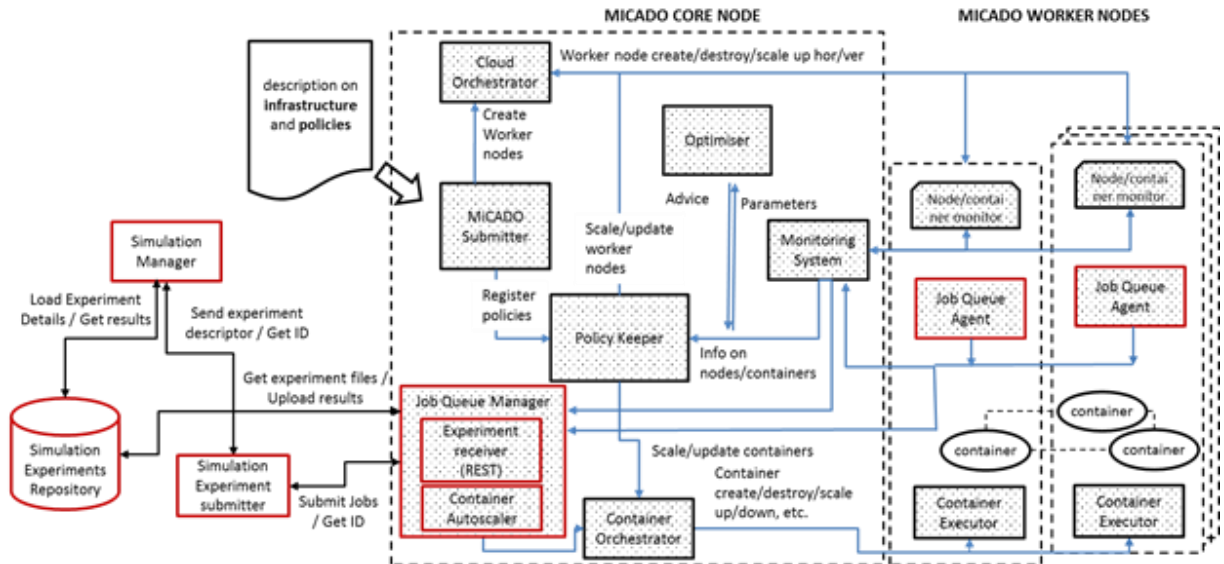 MICADO CORE NODE
MICADO WORKER NODES
description on
infrastructure
and policies
Cloud
Orchestrator
Worker node create/destroy/scale up hor/ver
Create
Worker
nodes
Optimiser
Advice
Parameters
MiCADO
Submitter
Scale/update
worker
nodes
Monitoring
System
Node/contai
ner monitor
Node/contai
ner monitor
Simulation
Manager
Register
policies
Policy Keeper
Info on
nodes/containers
Job Queue
Agent
Job Queue
Agent
Load Experiment
Details / Get results
Send experiment
descriptor / Get ID
Get experiment files /
Upload results
Job Queue Manager
Experiment
receiver
(REST)
Container
Autoscaler
Simulation
Experiments
Repository
Simulation
Experiment
submitter
Submit Jobs
/ Get ID
Scale/update containers
Container
create/destroy/scale
up/down, etc.
Container
Orchestrator
container
container
container
Container
Executor
Container
Executor